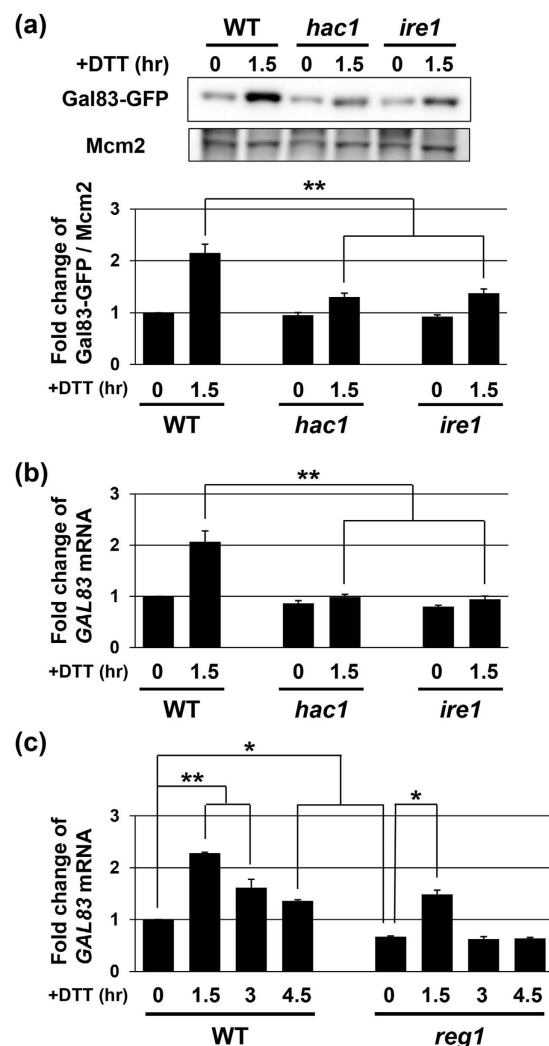 (a)
WT hac1 ire1
+DTT (hr) 0 1.5 0 1.5 0 1.5
Gal83-GFP
Mcm2
Fold change of
Gal83-GFP / Mcm2
3
2
1
0
**
+DTT (hr) 0 1.5 0 1.5 0 1.5
WT hac1 ire1
(b)
Fold change of
GAL83 mRNA
3
2
1
0
**
+DTT (hr) 0 1.5 0 1.5 0 1.5
WT hac1 ire1
(c)
Fold change of
GAL83 mRNA
3
2
1
0
*
**
*
+DTT (hr) 0 1.5 3 4.5 0 1.5 3 4.5
WT reg1